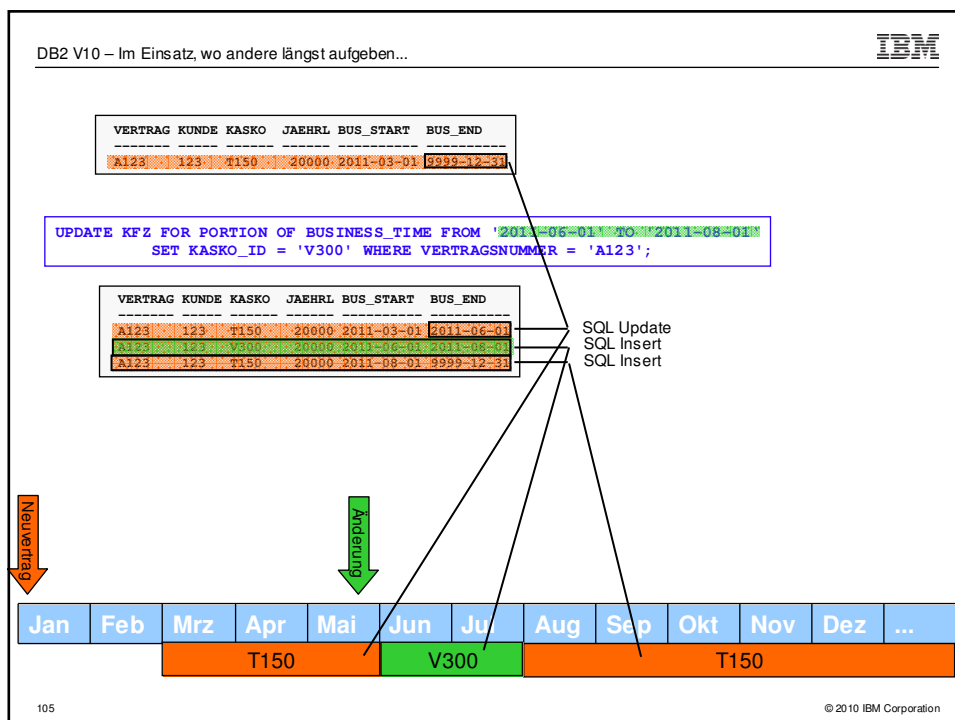 DB2 V10 – Im Einsatz, wo andere längst aufgeben...
IBM
VERTRAG KUNDE KASKO JAEHRL BUS_START BUS_END
------- ----- ------ ------ ---------- ----------
A123 123 T150 20000 2011-03-01 9999-12-31
UPDATE KFZ FOR PORTION OF BUSINESS_TIME FROM '2011-06-01' TO '2011-08-01'
SET KASKO_ID = 'V300' WHERE VERTRAGSNUMMER = 'A123';
VERTRAG KUNDE KASKO JAEHRL BUS_START BUS_END
------- ----- ------ ------ ---------- ----------
A123 123 T150 20000 2011-03-01 2011-06-01 SQL Update
A123 123 V300 20000 2011-06-01 2011-08-01 SQL Insert
A123 123 T150 20000 2011-08-01 9999-12-31 SQL Insert
Neuvertrag
Änderung
Jan Feb Mrz Apr Mai Jun Jul Aug Sep Okt Nov Dez ...
T150 V300 T150
105 © 2010 IBM Corporation